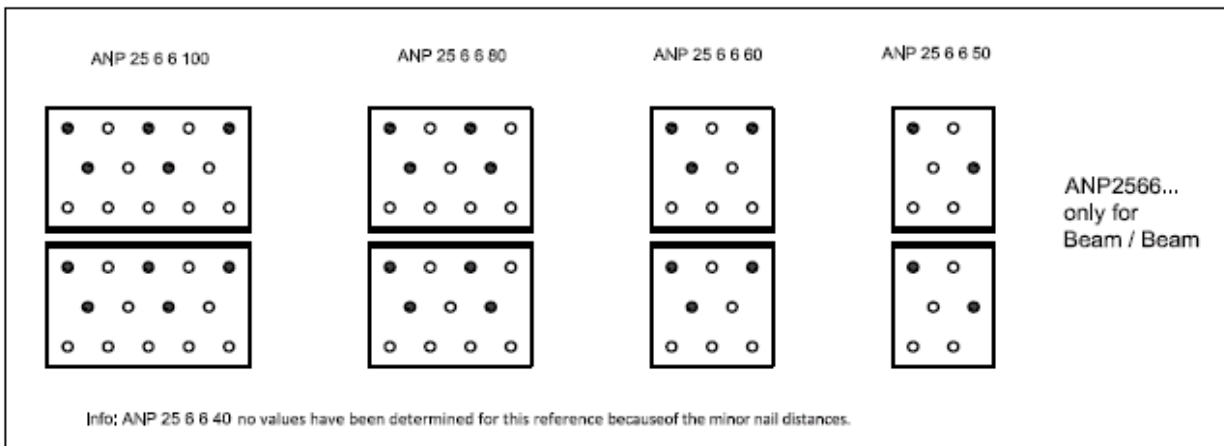 ANP 25 6 6 100 ANP 25 6 6 80 ANP 25 6 6 60 ANP 25 6 6 50
ANP2566...
only for
Beam / Beam
Info: ANP 25 6 6 40 no values have been determined for this reference becauseof the minor nail distances.